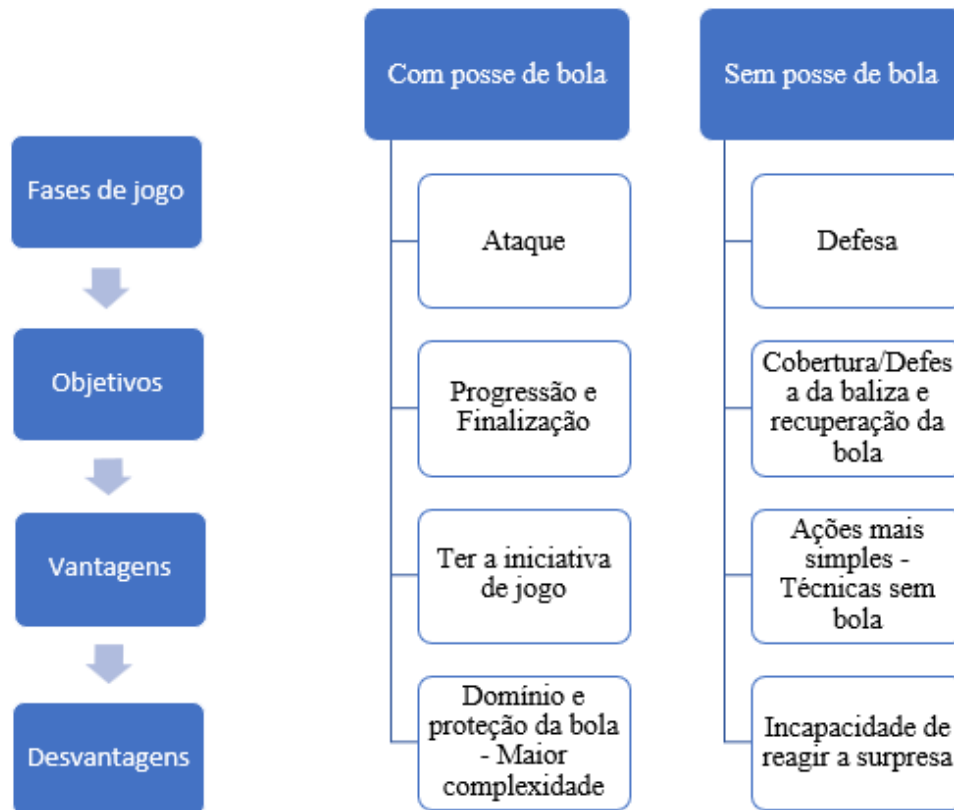 Com posse de bola
Sem posse de bola
Fases de jogo
Ataque
Defesa
Objetivos
Progressão e
Finalização
Cobertura/Defes
a da baliza e
recuperação da
bola
Vantagens
Ter a iniciativa
de jogo
Ações mais
simples -
Técnicas sem
bola
Desvantagens
Domínio e
proteção da bola
- Maior
complexidade
Incapacidade de
reagir a surpresa